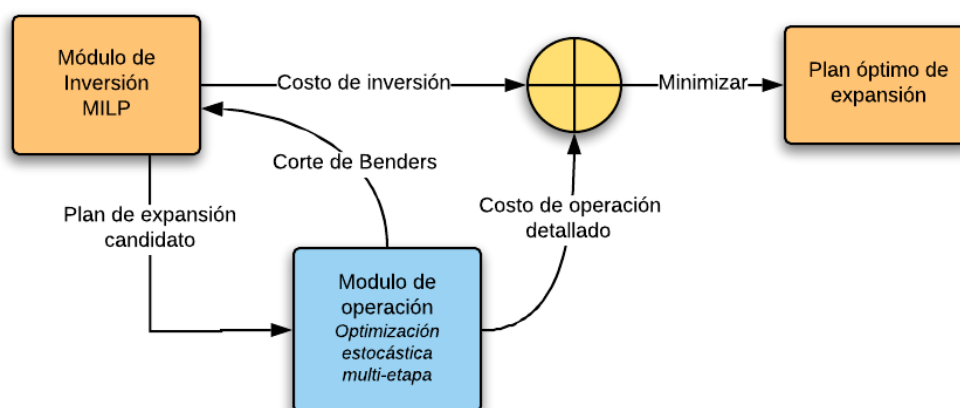 Módulo de
Inversión
MILP
Costo de inversión
Minimizar
Plan óptimo de
expansión
Corte de Benders
Plan de expansión
candidato
Costo de operación
detallado
Modulo de
operación
Optimización
estocástica
multi-etapa